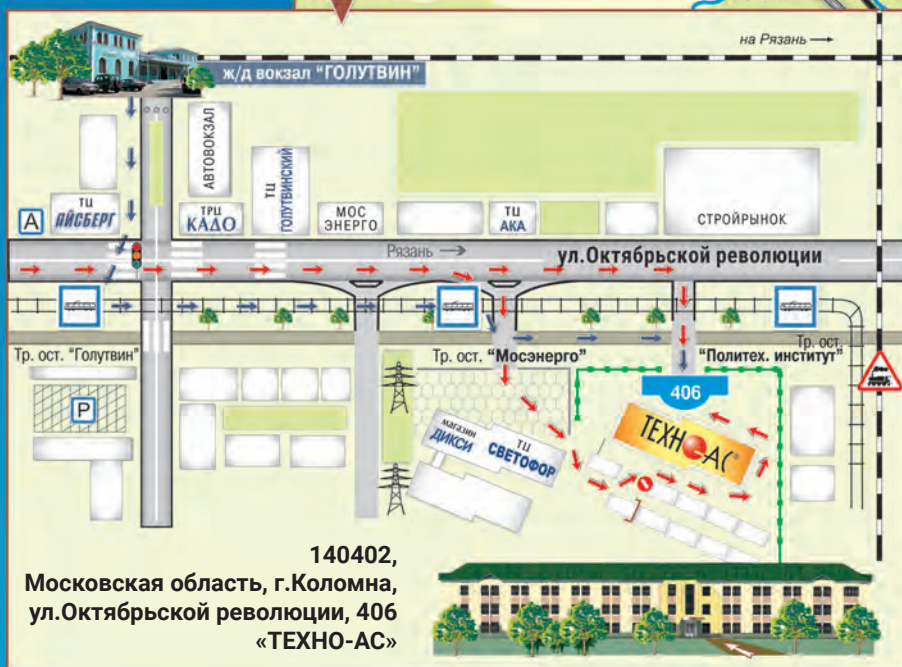 на Рязань
ж/д вокзал "ГОЛУТВИН"
АВТОВОКЗАЛ
ТЦ
ГОЛУТВИНСКИЙ
А
ТЦ
АЙСБЕРГ
ТРЦ
КАДО
МОС
ЭНЕРГО
ТЦ
АКА
СТРОЙРЫНОК
Рязань
ул.Октябрьской революции
Тр. ост. "Голутвин"
Тр. ост. "Мосэнерго"
Тр. ост.
"Политех. институт"
P
406
ТЕХНО-АС®
магазин
ДИКСИ
ТЦ
СВЕТОФОР
140402,
Московская область, г.Коломна,
ул.Октябрьской революции, 406
«ТЕХНО-АС»